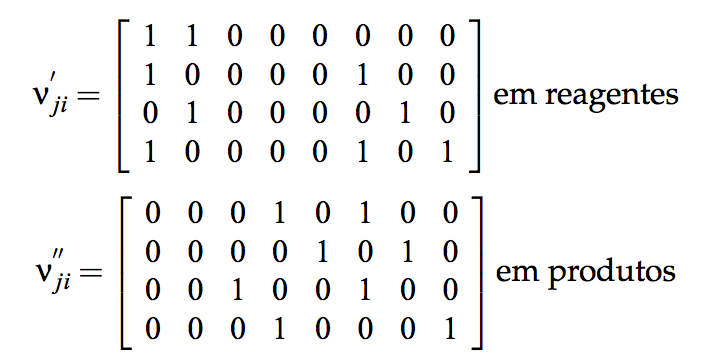 1 1 0 0 0 0 0 0
1 0 0 0 0 1 0 0
ν′ji = em reagentes
0 1 0 0 0 0 1 0
1 0 0 0 0 1 0 1
0 0 0 1 0 1 0 0
0 0 0 0 1 0 1 0
ν″ji = em produtos
0 0 1 0 0 1 0 0
0 0 0 1 0 0 0 1